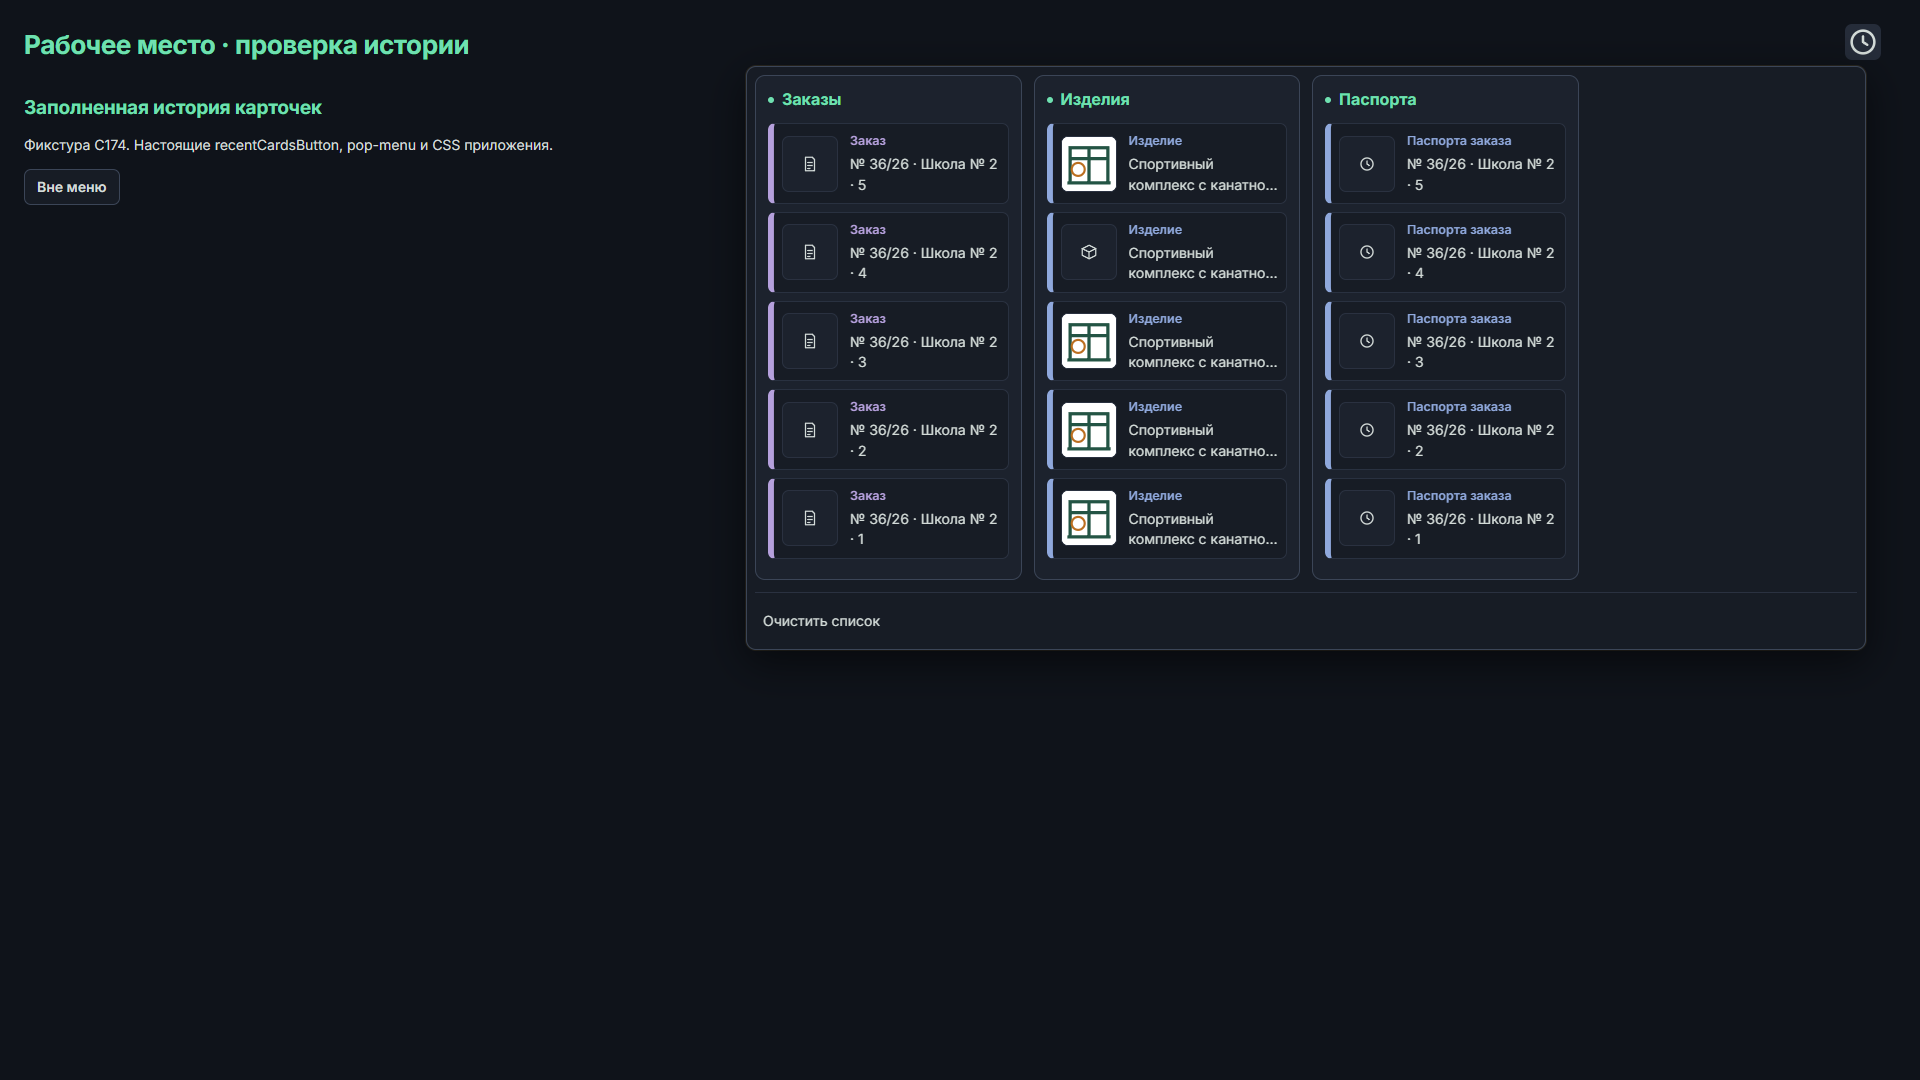 Рабочее место · проверка истории
Заполненная история карточек
Фикстура C174. Настоящие recentCardsButton, pop-menu и CSS приложения.
Вне меню
• Заказы
Заказ
№ 36/26 · Школа № 2
· 5
Заказ
№ 36/26 · Школа № 2
· 4
Заказ
№ 36/26 · Школа № 2
· 3
Заказ
№ 36/26 · Школа № 2
· 2
Заказ
№ 36/26 · Школа № 2
· 1
• Изделия
Изделие
Спортивный
комплекс с канатно...
Изделие
Спортивный
комплекс с канатно...
Изделие
Спортивный
комплекс с канатно...
Изделие
Спортивный
комплекс с канатно...
Изделие
Спортивный
комплекс с канатно...
• Паспорта
Паспорта заказа
№ 36/26 · Школа № 2
· 5
Паспорта заказа
№ 36/26 · Школа № 2
· 4
Паспорта заказа
№ 36/26 · Школа № 2
· 3
Паспорта заказа
№ 36/26 · Школа № 2
· 2
Паспорта заказа
№ 36/26 · Школа № 2
· 1
Очистить список